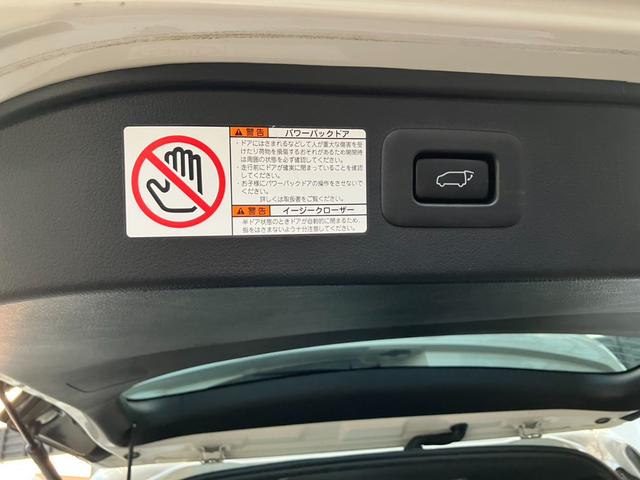 警告 パワーバックドア
・ドアにはさまれるなどして人が重大な傷害を受
けたり荷物を損傷するおそれがあるため開閉時
は周囲の状態を必ず確認してください。
・走行前にドアが確実に閉まっていることを確認
してください。
・お子様にパワーバックドアの操作をさせないで
ください。
詳しくは取扱書をご覧ください。
警告 イージークローザー
半ドア状態のときドアが自動的に閉まるため、
指をはさまないよう十分注意してください。